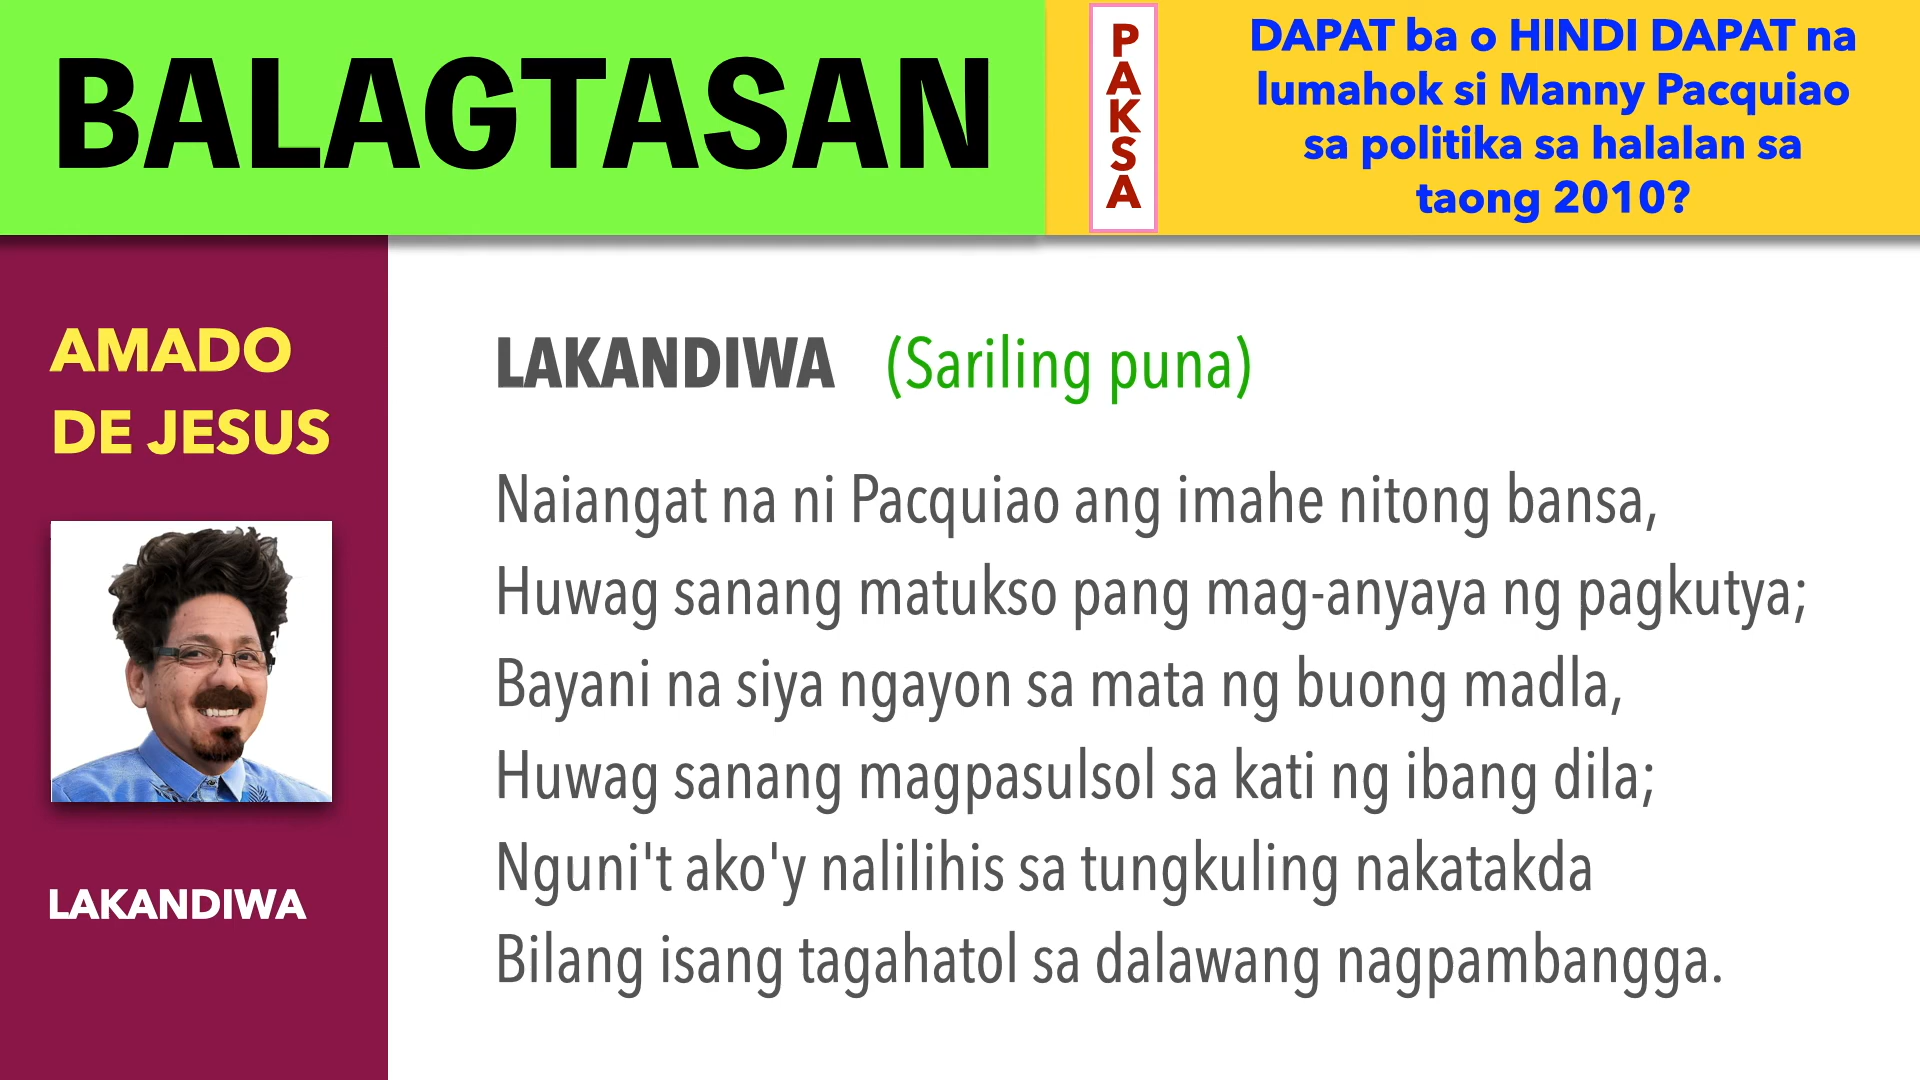 BALAGTASAN
PAKSA
DAPAT ba o HINDI DAPAT na
lumahok si Manny Pacquiao
sa politika sa halalan sa
taong 2010?
AMADO
DE JESUS
LAKANDIWA
LAKANDIWA (Sariling puna)
Naiangat na ni Pacquiao ang imahe nitong bansa,
Huwag sanang matukso pang mag-anyaya ng pagkutya;
Bayani na siya ngayon sa mata ng buong madla,
Huwag sanang magpasulsol sa kati ng ibang dila;
Nguni't ako'y nalilihis sa tungkuling nakatakda
Bilang isang tagahatol sa dalawang nagpambangga.